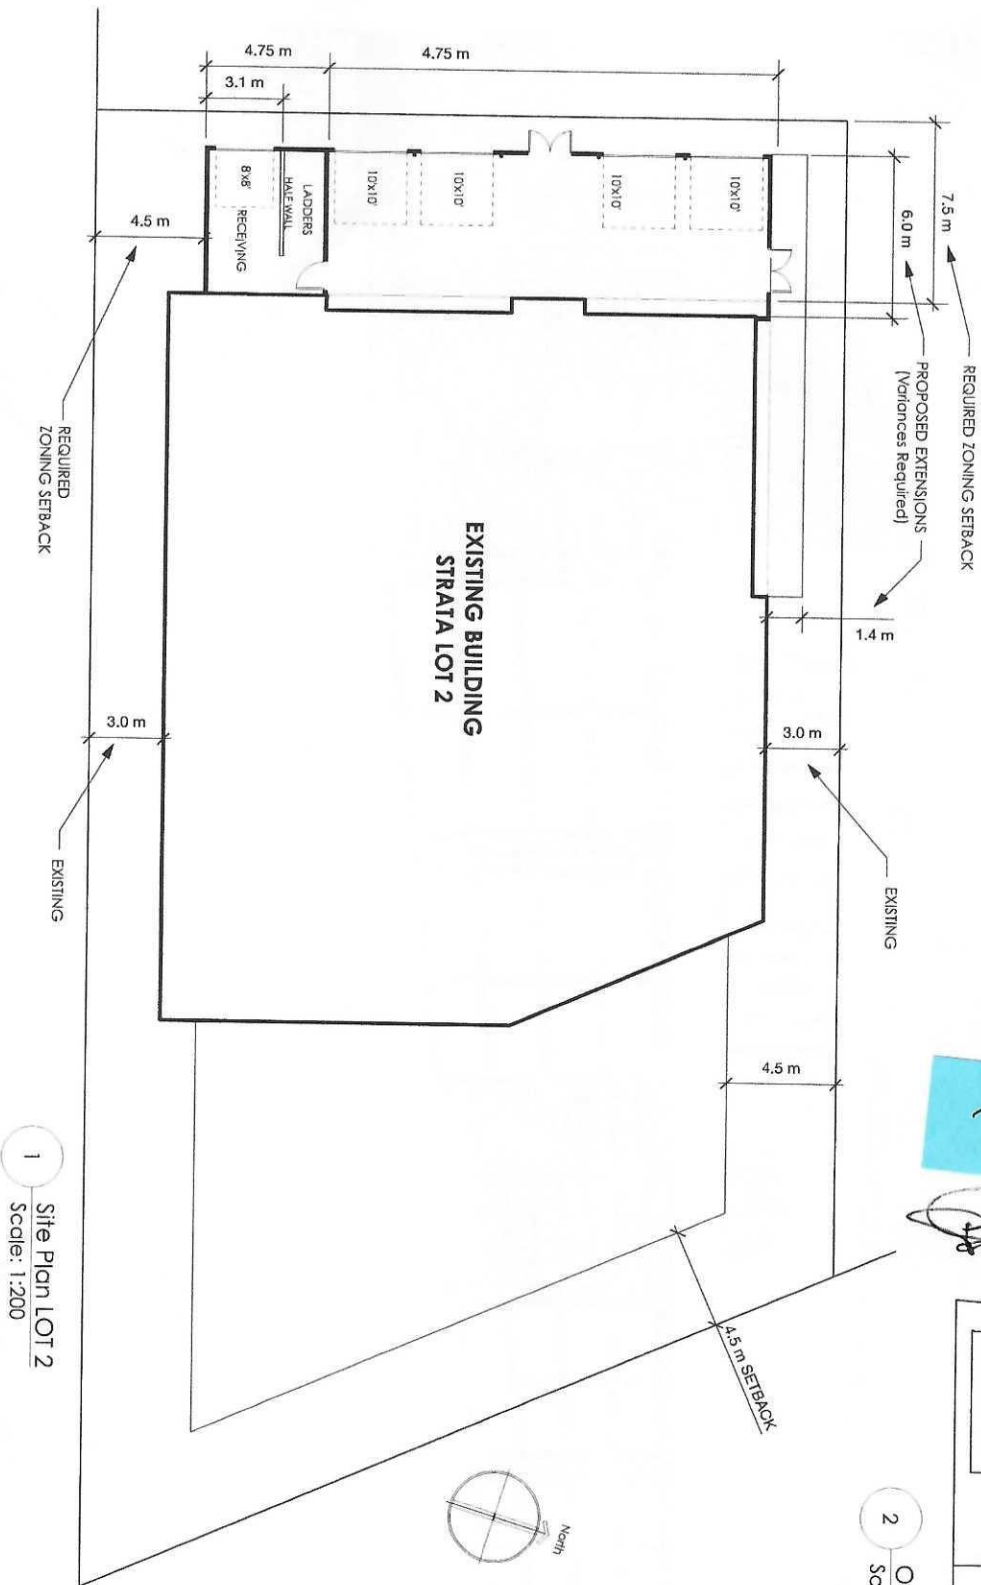 4.75 m
4.75 m
3.1 m
7.5 m
REQUIRED ZONING SETBACK
6.0 m
PROPOSED EXTENSIONS
(Variances Required)
1.4 m
8'x8'
RECEIVING
LADDERS
HALF WALL
10'x10'
10'x10'
10'x10'
10'x10'
4.5 m
REQUIRED
ZONING SETBACK
EXISTING BUILDING
STRATA LOT 2
3.0 m
EXISTING
3.0 m
EXISTING
4.5 m
4.5 m SETBACK
1
Site Plan LOT 2
Scale: 1:200
North
2
O
Sc